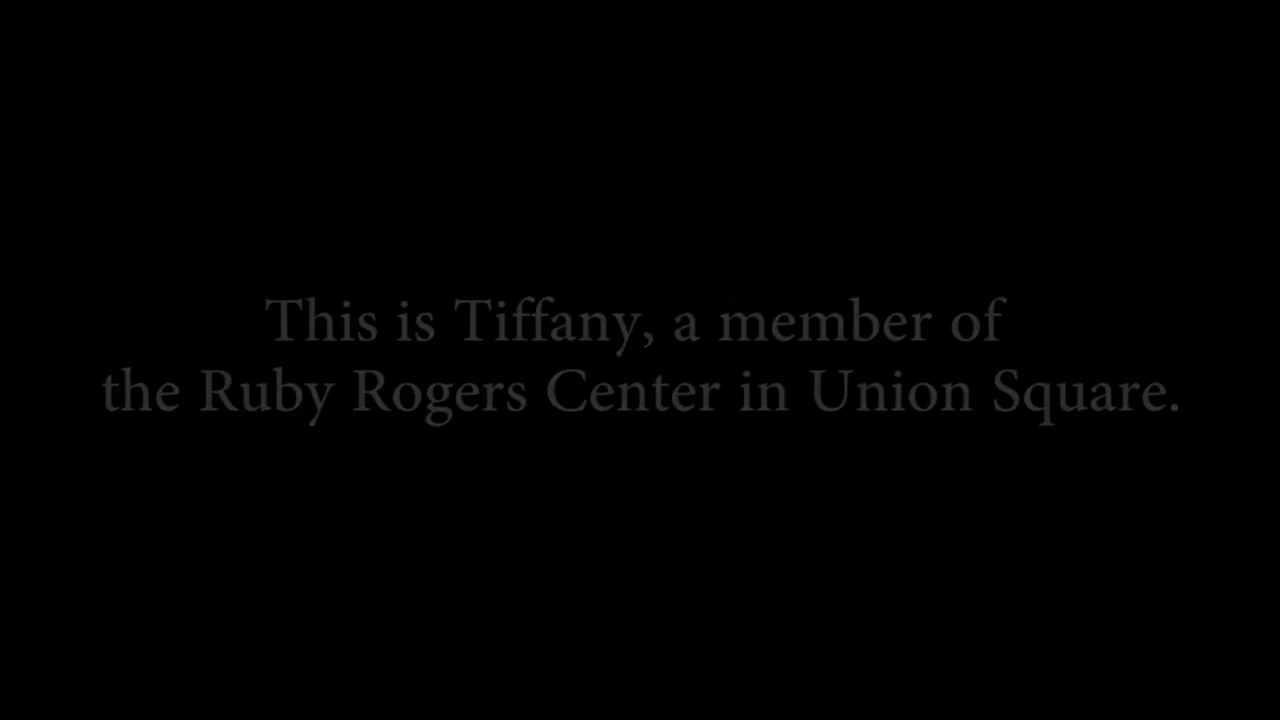 This is Tiffany, a member of
the Ruby Rogers Center in Union Square.